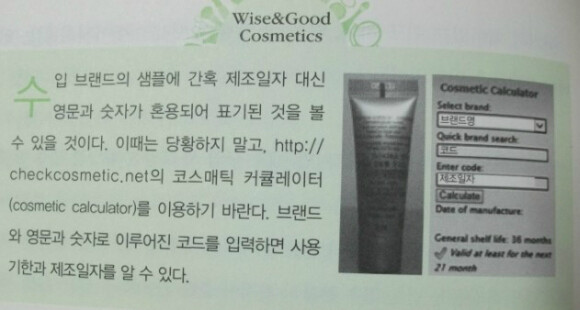 Wise&Good
Cosmetics
수입 브랜드의 샘플에 간혹 제조일자 대신
영문과 숫자가 혼용되어 표기된 것을 볼
수 있을 것이다. 이때는 당황하지 말고, http://
checkcosmetic.net의 코스매틱 커큘레이터
(cosmetic calculator)를 이용하기 바란다. 브랜드
와 영문과 숫자로 이루어진 코드를 입력하면 사용
기한과 제조일자를 알 수 있다.
Cosmetic Calculator
Select brand:
브랜드명
Quick brand search:
코드
Enter code:
제조일자
Calculate
Date of manufacture:
General shelf life: 36 months
Valid at least for the next
21 month